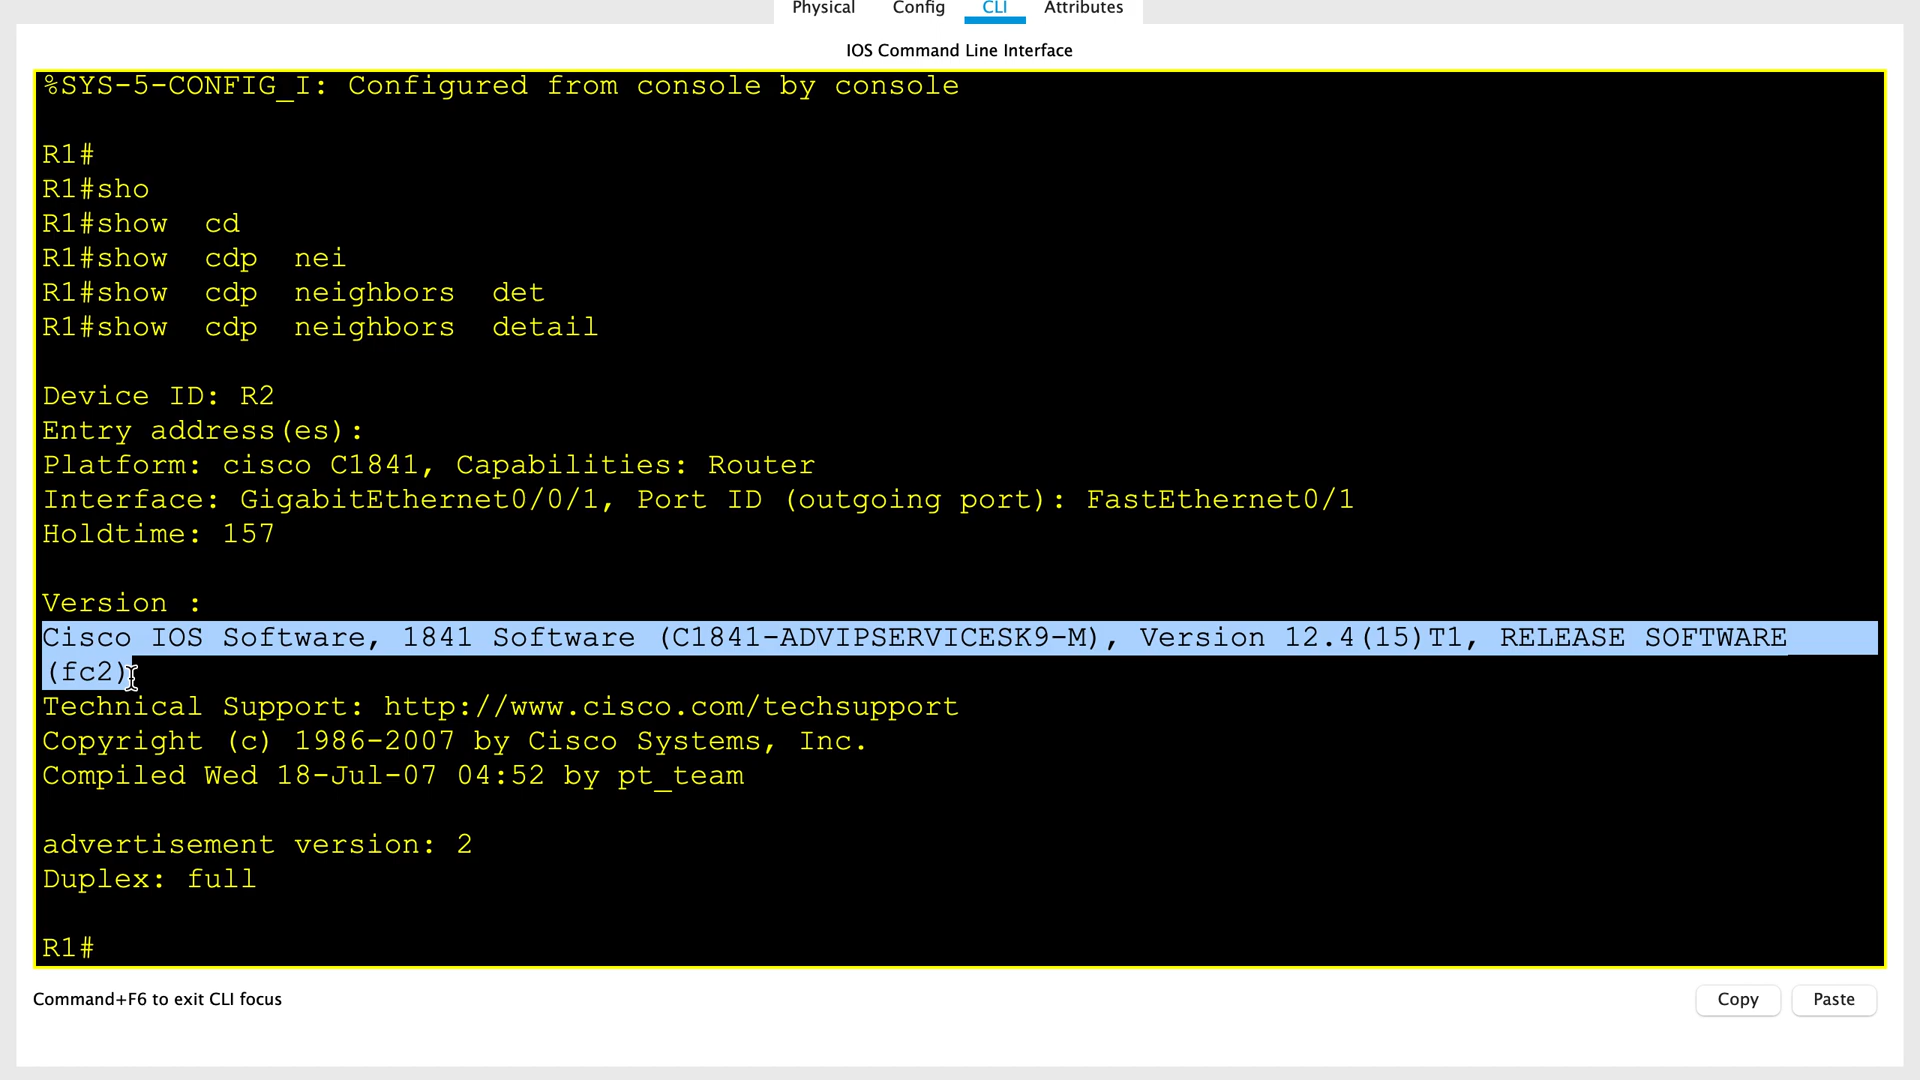 Physical Config CLI Attributes
IOS Command Line Interface
%SYS-5-CONFIG_I: Configured from console by console
R1#
R1#sho
R1#show cd
R1#show cdp nei
R1#show cdp neighbors det
R1#show cdp neighbors detail
Device ID: R2
Entry address(es):
Platform: cisco C1841, Capabilities: Router
Interface: GigabitEthernet0/0/1, Port ID (outgoing port): FastEthernet0/1
Holdtime: 157
Version :
Cisco IOS Software, 1841 Software (C1841-ADVIPSERVICESK9-M), Version 12.4(15)T1, RELEASE SOFTWARE
(fc2)
Technical Support: http://www.cisco.com/techsupport
Copyright (c) 1986-2007 by Cisco Systems, Inc.
Compiled Wed 18-Jul-07 04:52 by pt_team
advertisement version: 2
Duplex: full
R1#
Command+F6 to exit CLI focus
Copy Paste